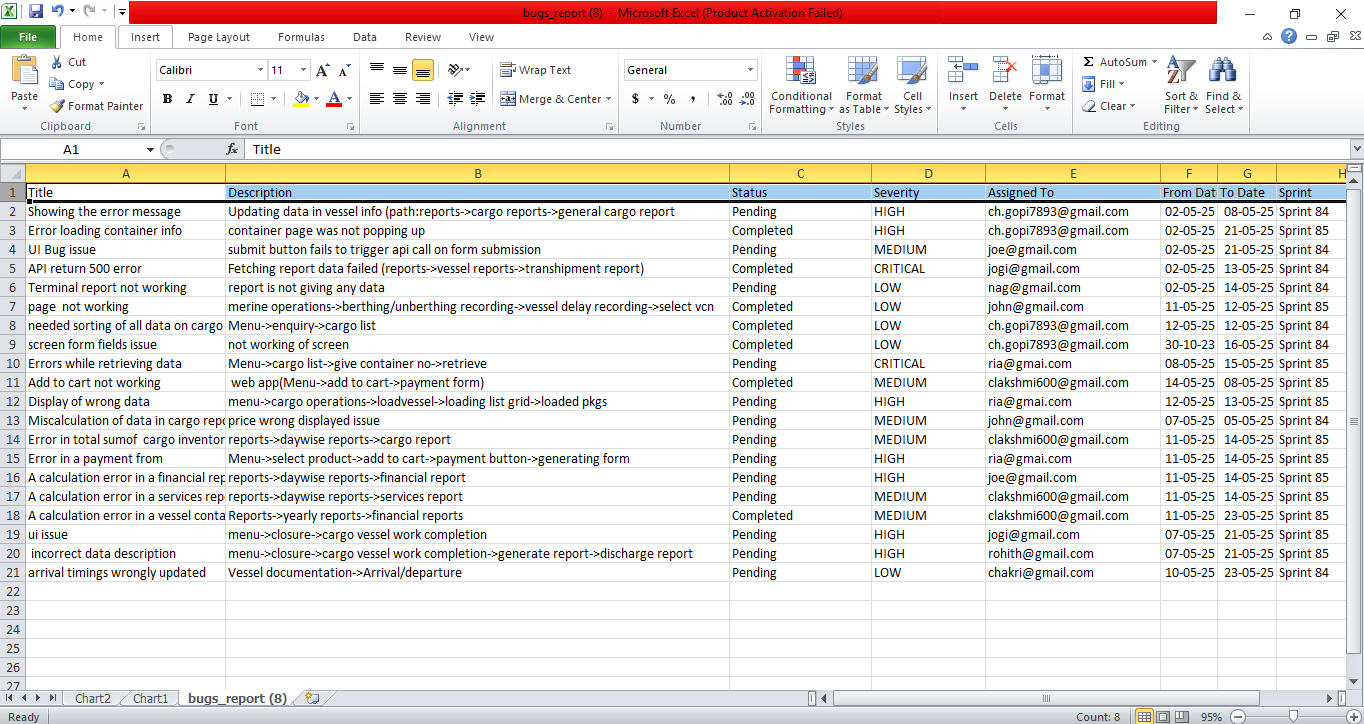 bugs_report (8) - Microsoft Excel (Product Activation Failed)
File Home Insert Page Layout Formulas Data Review View
Paste Cut Copy Format Painter Clipboard
Calibri 11 A A B I U A Font
Wrap Text Merge & Center Alignment
General $ % , .0 .00 .00 .0 Number
Conditional Formatting Format as Table Cell Styles Styles
Insert Delete Format Cells
Σ AutoSum Fill Clear Sort & Filter Find & Select Editing
A1 fx Title
A B C D E F G H
1 Title Description Status Severity Assigned To From Dat To Date Sprint
2 Showing the error message Updating data in vessel info (path:reports->cargo reports->general cargo report Pending HIGH ch.gopi7893@gmail.com 02-05-25 08-05-25 Sprint 84
3 Error loading container info container page was not popping up Completed HIGH ch.gopi7893@gmail.com 02-05-25 21-05-25 Sprint 85
4 UI Bug issue submit button fails to trigger api call on form submission Pending MEDIUM joe@gmail.com 02-05-25 21-05-25 Sprint 84
5 API return 500 error Fetching report data failed (reports->vessel reports->transhipment report) Completed CRITICAL jogi@gmail.com 02-05-25 13-05-25 Sprint 84
6 Terminal report not working report is not giving any data Pending LOW nag@gmail.com 02-05-25 14-05-25 Sprint 84
7 page  not working merine operations->berthing/unberthing recording->vessel delay recording->select vcn Completed LOW john@gmail.com 11-05-25 12-05-25 Sprint 85
8 needed sorting of all data on cargo Menu->enquiry->cargo list Completed LOW ch.gopi7893@gmail.com 12-05-25 12-05-25 Sprint 84
9 screen form fields issue not working of screen Completed LOW ch.gopi7893@gmail.com 30-10-23 16-05-25 Sprint 85
10 Errors while retrieving data Menu->cargo list->give container no->retrieve Pending CRITICAL ria@gmai.com 08-05-25 15-05-25 Sprint 85
11 Add to cart not working web app(Menu->add to cart->payment form) Completed MEDIUM clakshmi600@gmail.com 14-05-25 08-05-25 Sprint 85
12 Display of wrong data menu->cargo operations->loadvessel->loading list grid->loaded pkgs Pending HIGH ria@gmai.com 12-05-25 13-05-25 Sprint 85
13 Miscalculation of data in cargo repo price wrong displayed issue Pending MEDIUM john@gmail.com 07-05-25 05-05-25 Sprint 84
14 Error in total sumof  cargo inventor reports->daywise reports->cargo report Pending MEDIUM clakshmi600@gmail.com 11-05-25 14-05-25 Sprint 85
15 Error in a payment from Menu->select product->add to cart->payment button->generating form Pending HIGH ria@gmai.com 11-05-25 14-05-25 Sprint 85
16 A calculation error in a financial rep reports->daywise reports->financial report Pending HIGH joe@gmail.com 11-05-25 14-05-25 Sprint 85
17 A calculation error in a services rep reports->daywise reports->services report Pending MEDIUM clakshmi600@gmail.com 11-05-25 14-05-25 Sprint 85
18 A calculation error in a vessel conta Reports->yearly reports->financial reports Completed MEDIUM clakshmi600@gmail.com 11-05-25 23-05-25 Sprint 85
19 ui issue menu->closure->cargo vessel work completion Pending HIGH jogi@gmail.com 07-05-25 21-05-25 Sprint 85
20 incorrect data description menu->closure->cargo vessel work completion->generate report->discharge report Pending HIGH rohith@gmail.com 07-05-25 21-05-25 Sprint 85
21 arrival timings wrongly updated Vessel documentation->Arrival/departure Pending LOW chakri@gmail.com 10-05-25 23-05-25 Sprint 84
22
23
24
25
26
27
Chart2 Chart1 bugs_report (8)
Ready Count: 8 95%